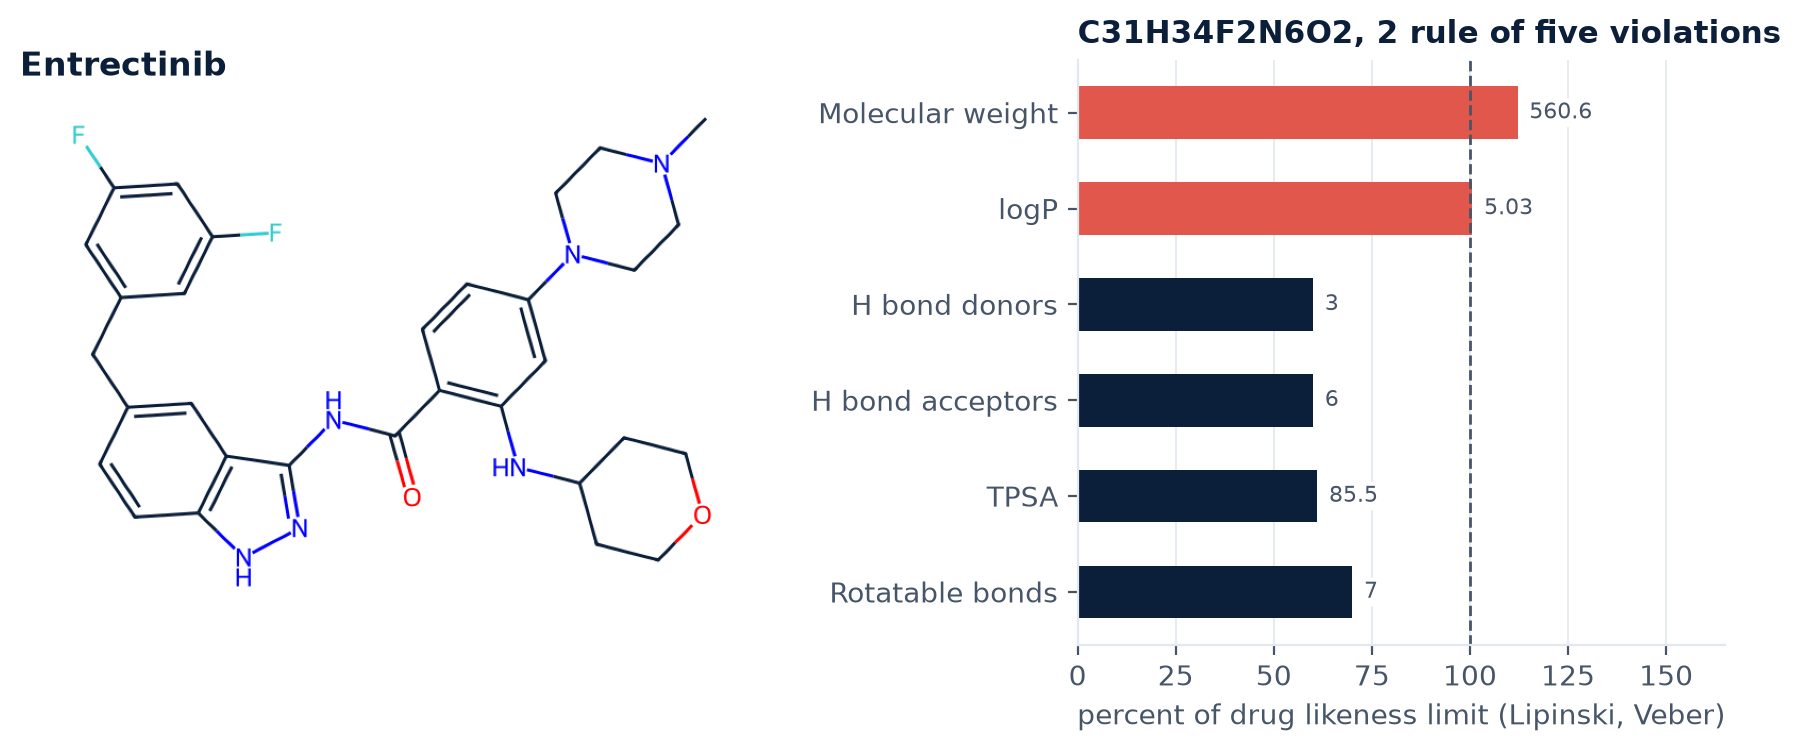 Entrectinib
F
F
N
N
H
N
O
HN
O
N
N
H
C31H34F2N6O2, 2 rule of five violations
Molecular weight
560.6
logP
5.03
H bond donors
3
H bond acceptors
6
TPSA
85.5
Rotatable bonds
7
0 25 50 75 100 125 150
percent of drug likeness limit (Lipinski, Veber)